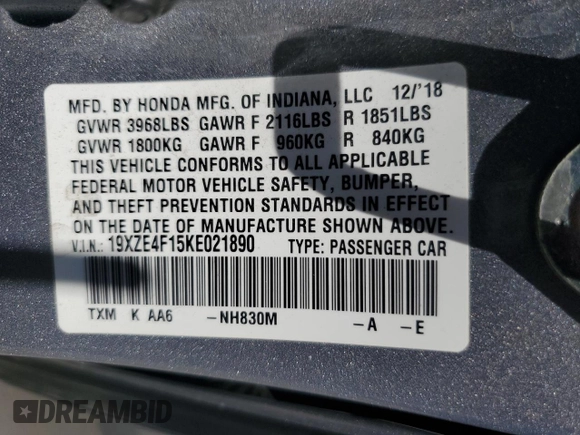 MFD. BY HONDA MFG. OF INDIANA, LLC 12/'18
GVWR 3968LBS GAWR F 2116LBS R 1851LBS
GVWR 1800KG GAWR F 960KG R 840KG
THIS VEHICLE CONFORMS TO ALL APPLICABLE
FEDERAL MOTOR VEHICLE SAFETY, BUMPER,
AND THEFT PREVENTION STANDARDS IN EFFECT
ON THE DATE OF MANUFACTURE SHOWN ABOVE.
V.I.N.: 19XZE4F15KE021890 TYPE: PASSENGER CAR
TXM K AA6 -NH830M -A -E
DREAMBID